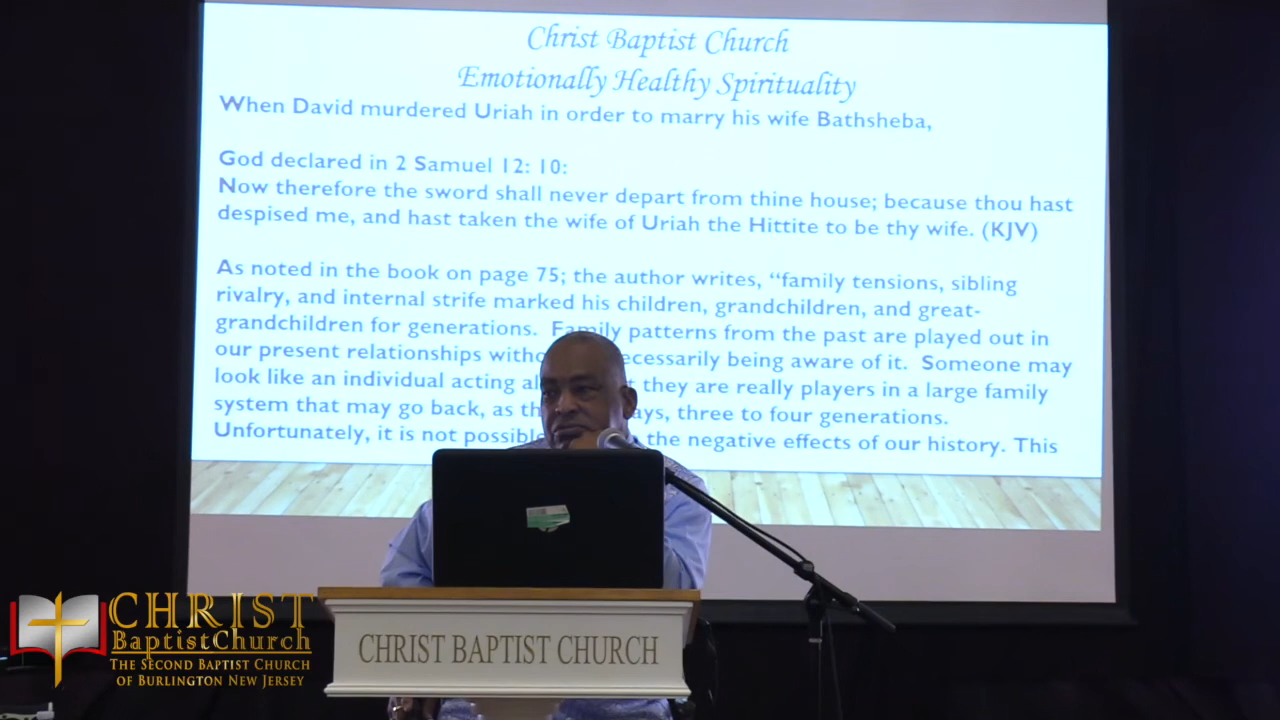 Christ Baptist Church
Emotionally Healthy Spirituality
When David murdered Uriah in order to marry his wife Bathsheba,
God declared in 2 Samuel 12: 10:
Now therefore the sword shall never depart from thine house; because thou hast
despised me, and hast taken the wife of Uriah the Hittite to be thy wife. (KJV)
As noted in the book on page 75; the author writes, “family tensions, sibling
rivalry, and internal strife marked his children, grandchildren, and great-
grandchildren for generations. Family patterns from the past are played out in
our present relationships being aware of it. Someone may
look like an individual acting they are really players in a large family
system that may go back, as three to four generations.
Unfortunately, it is not the negative effects of our history. This
CHRIST BAPTIST CHURCH
CHRIST
Baptist Church
THE SECOND BAPTIST CHURCH
OF BURLINGTON NEW JERSEY